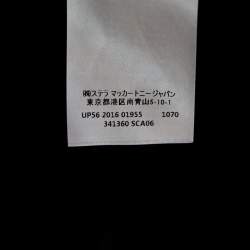 ㈱ステラ マッカートニージャパン
東京都港区南青山5-10-1
UP56 2016 01955 1070
341360 SCA06